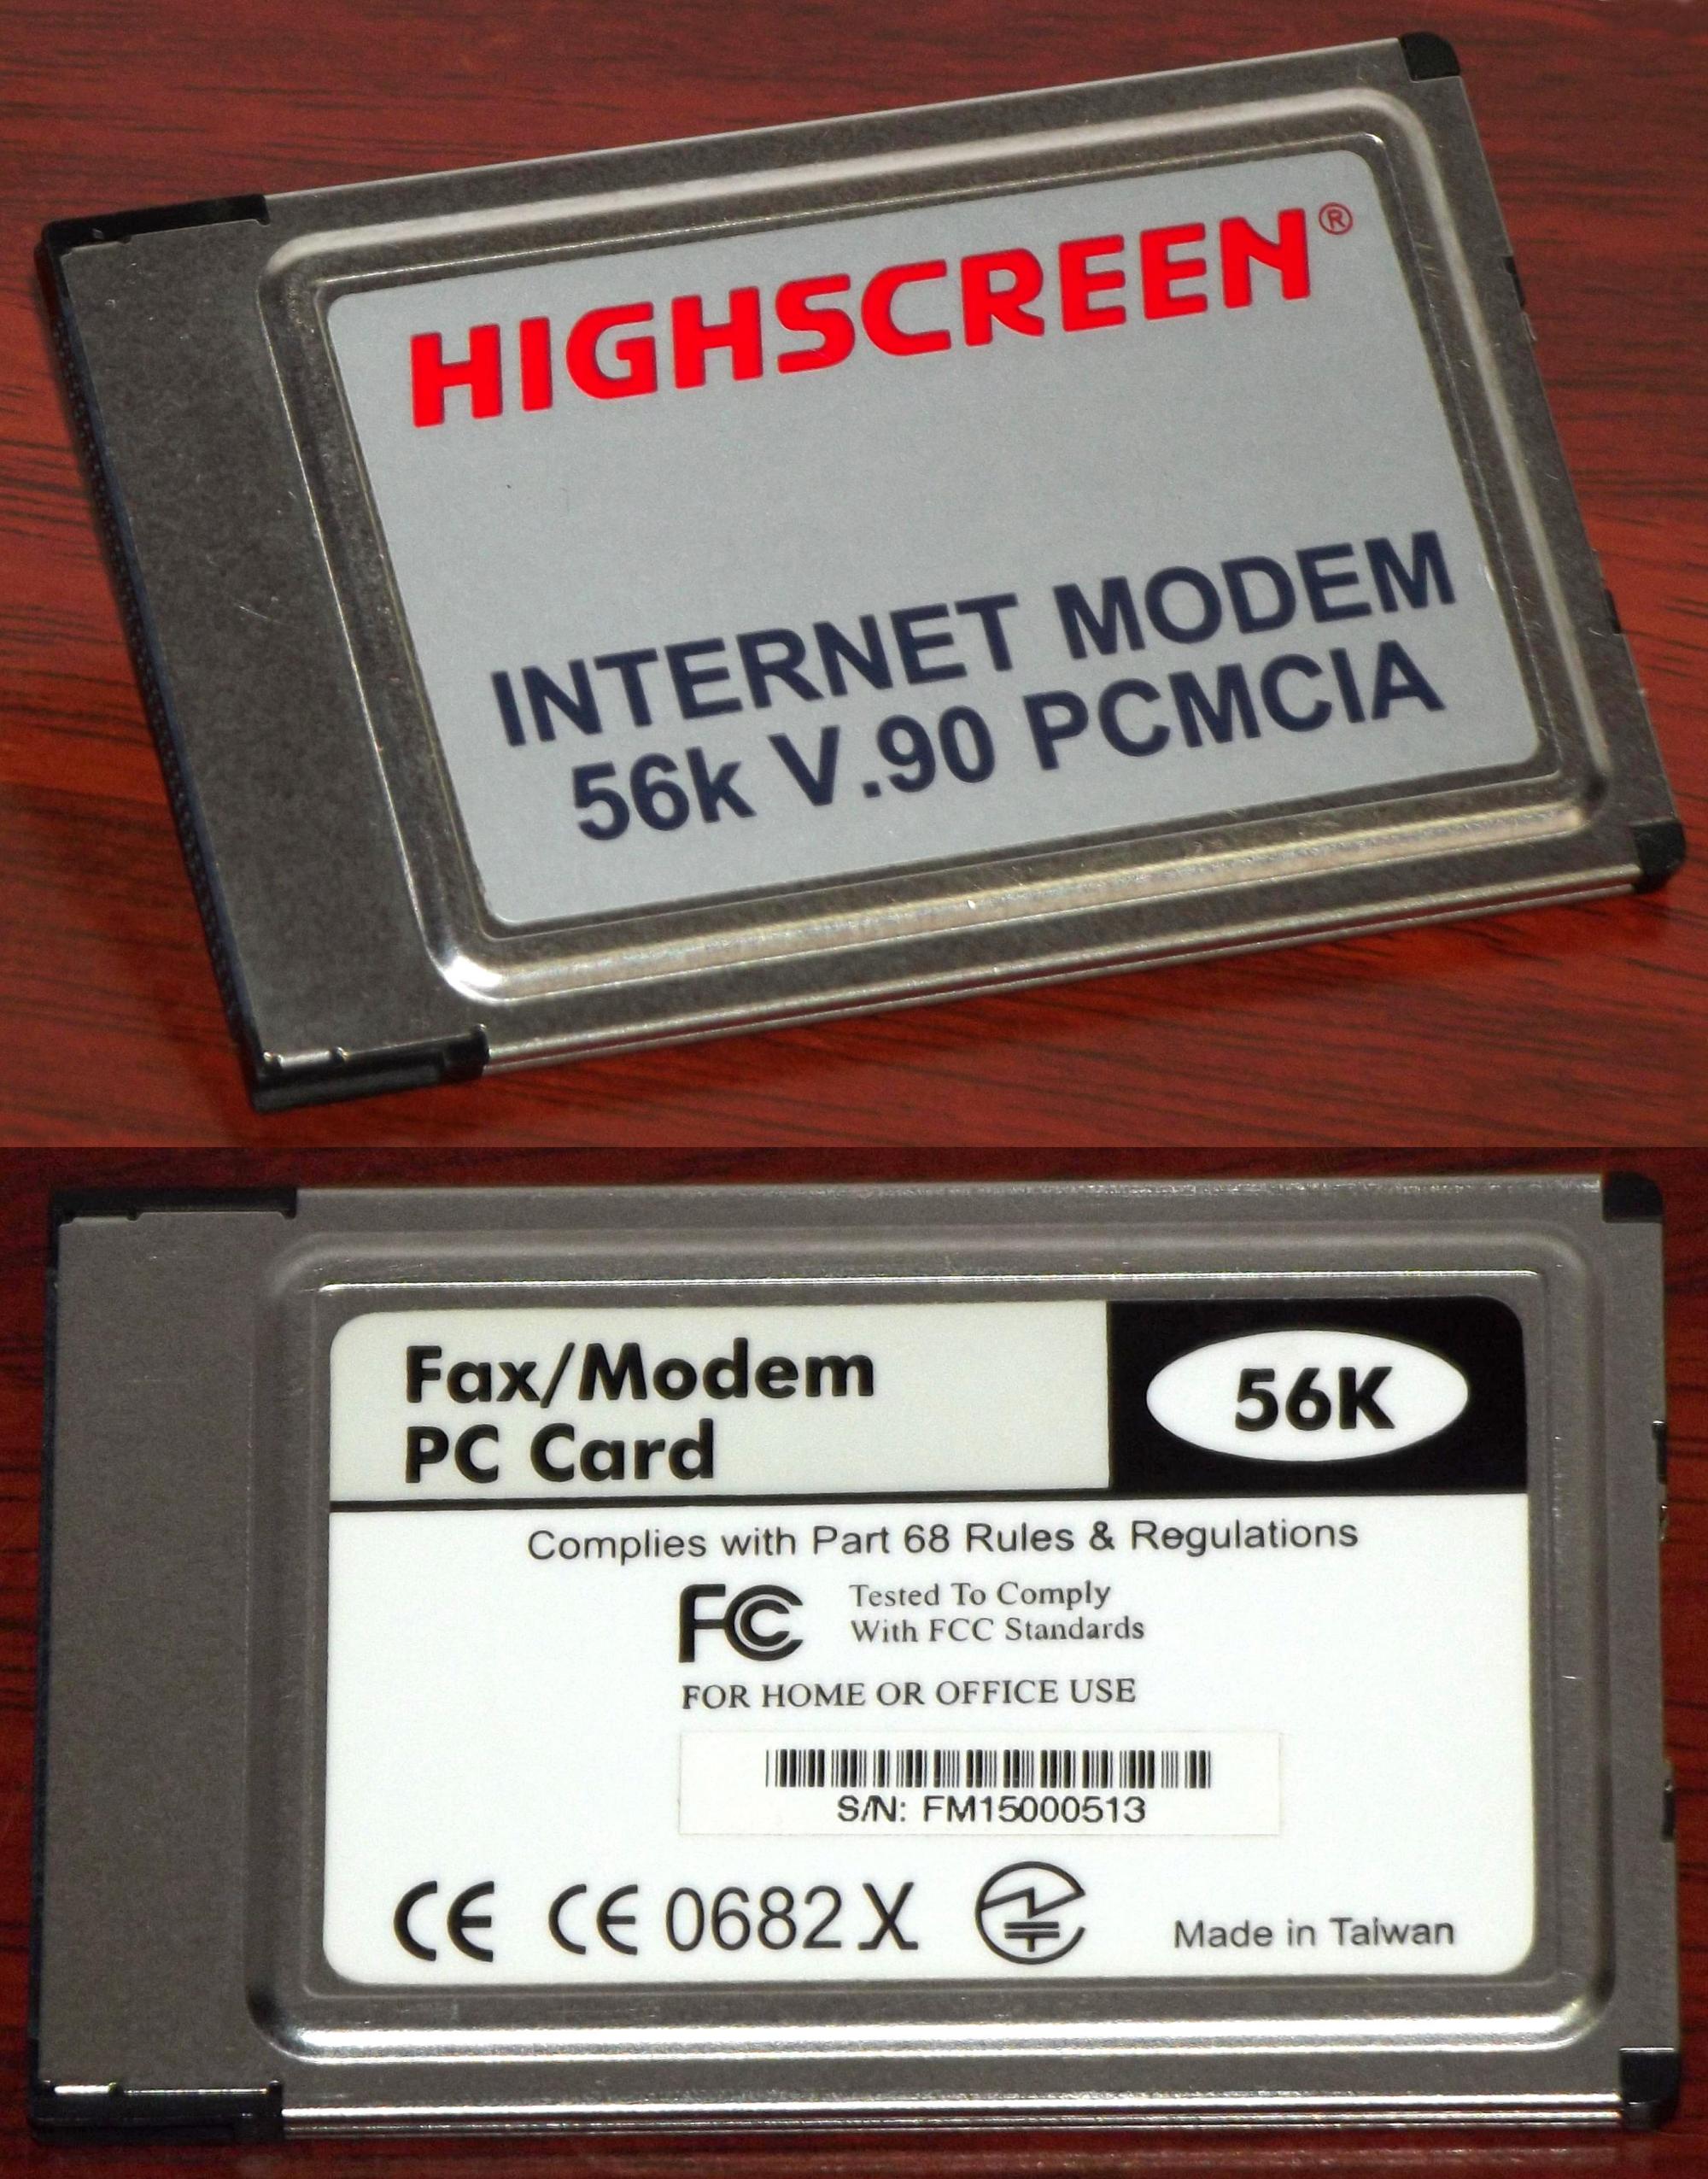 HIGHSCREEN®
INTERNET MODEM
56k V.90 PCMCIA
Fax/Modem
PC Card
56K
Complies with Part 68 Rules & Regulations
FC Tested To Comply
With FCC Standards
FOR HOME OR OFFICE USE
S/N: FM15000513
CE CE 0682 X
Made in Taiwan